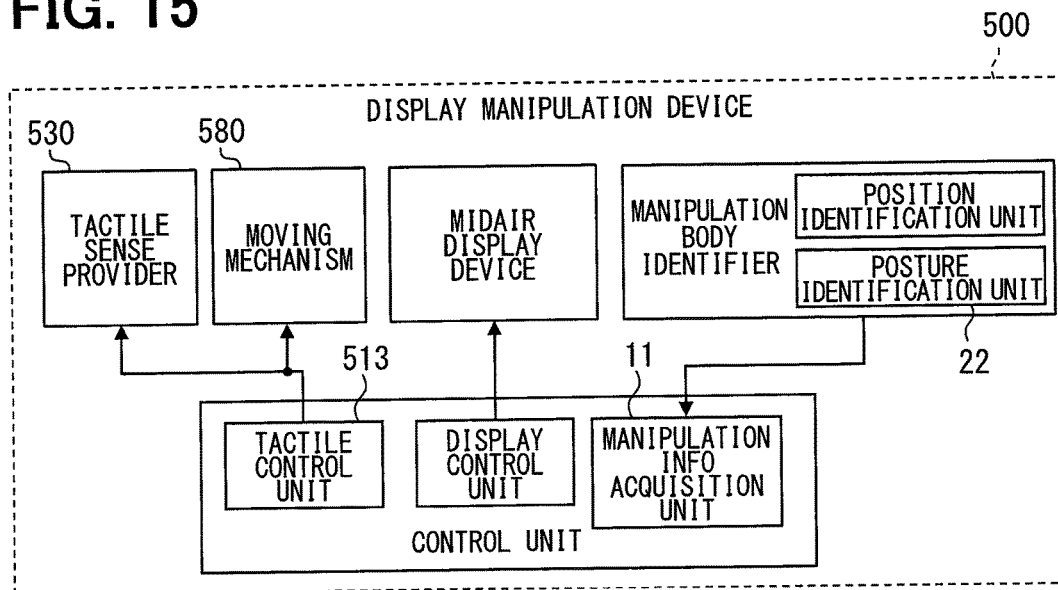 FIG. 15
500
DISPLAY MANIPULATION DEVICE
530
580
TACTILE
SENSE
PROVIDER
MOVING
MECHANISM
MIDAIR
DISPLAY
DEVICE
MANIPULATION
BODY
IDENTIFIER
POSITION
IDENTIFICATION UNIT
POSTURE
IDENTIFICATION UNIT
513
11
22
TACTILE
CONTROL
UNIT
DISPLAY
CONTROL
UNIT
MANIPULATION
INFO
ACQUISITION
UNIT
CONTROL UNIT